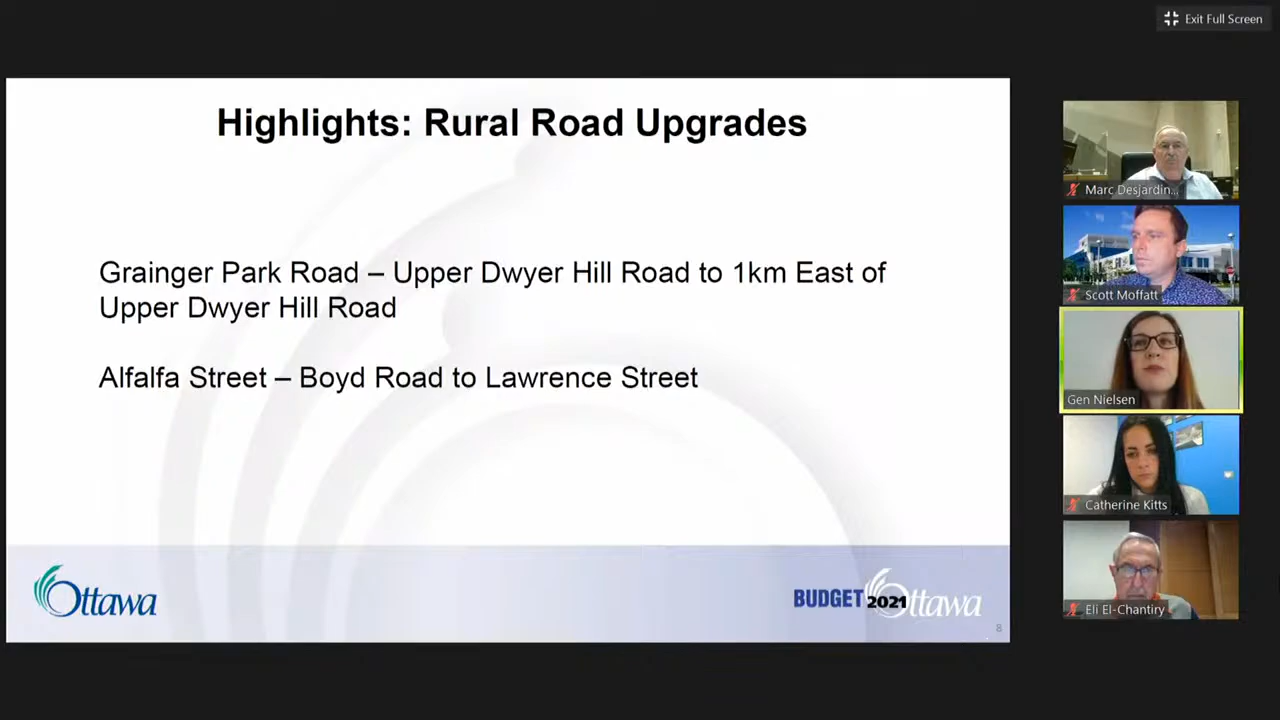 Exit Full Screen
Highlights: Rural Road Upgrades
Grainger Park Road – Upper Dwyer Hill Road to 1km East of
Upper Dwyer Hill Road
Alfalfa Street – Boyd Road to Lawrence Street
Ottawa
BUDGET 2021 Ottawa
8
Marc Desjardin...
Scott Moffatt
Gen Nielsen
Catherine Kitts
Eli El-Chantiry